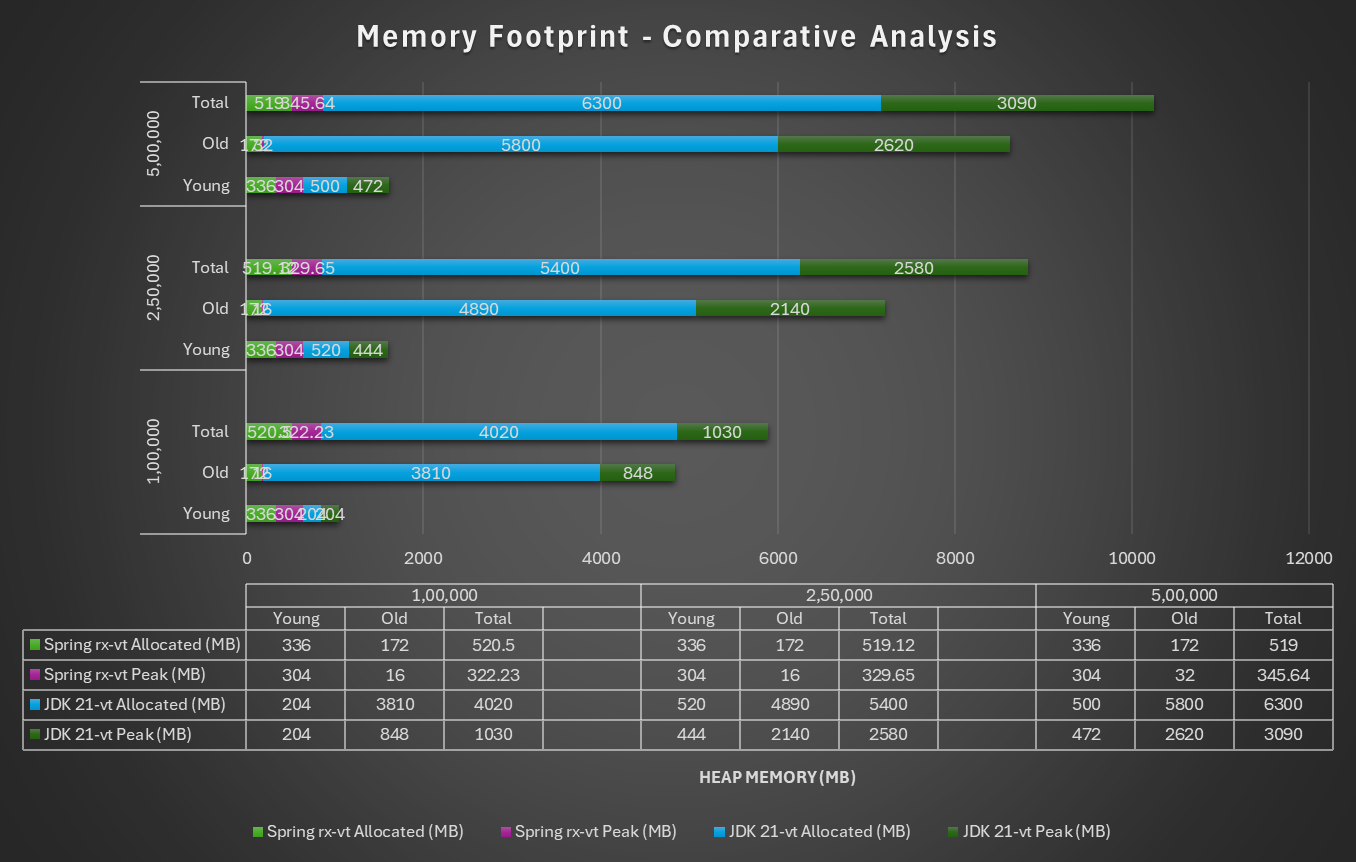 Memory Footprint - Comparative Analysis
5,00,000
Total 519 345.64 6300 3090
Old 172 32 5800 2620
Young 336 304 500 472
2,50,000
Total 519.12 329.65 5400 2580
Old 172 16 4890 2140
Young 336 304 520 444
1,00,000
Total 520.5 322.23 4020 1030
Old 172 16 3810 848
Young 336 304 204 204
0 2000 4000 6000 8000 10000 12000
1,00,000 2,50,000 5,00,000
Young Old Total Young Old Total Young Old Total
Spring rx-vt Allocated (MB) 336 172 520.5 336 172 519.12 336 172 519
Spring rx-vt Peak (MB) 304 16 322.23 304 16 329.65 304 32 345.64
JDK 21-vt Allocated (MB) 204 3810 4020 520 4890 5400 500 5800 6300
JDK 21-vt Peak (MB) 204 848 1030 444 2140 2580 472 2620 3090
HEAP MEMORY (MB)
Spring rx-vt Allocated (MB) Spring rx-vt Peak (MB) JDK 21-vt Allocated (MB) JDK 21-vt Peak (MB)